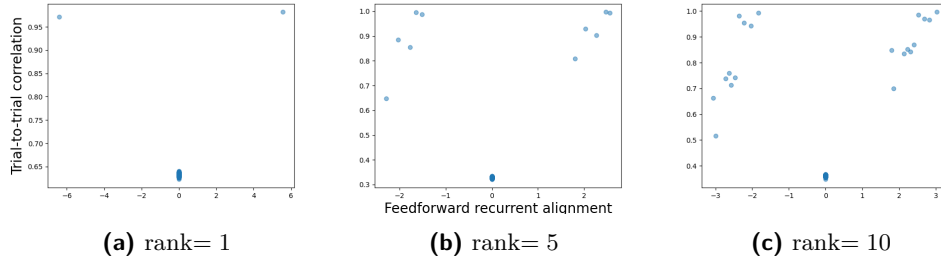 Trial-to-trial correlation
0.95
0.90
0.85
0.80
0.75
0.70
0.65
−6 −4 −2 0 2 4 6
1.0
0.9
0.8
0.7
0.6
0.5
0.4
0.3
−2 −1 0 1 2
1.0
0.9
0.8
0.7
0.6
0.5
0.4
−3 −2 −1 0 1 2 3
Feedforward recurrent alignment
(a) rank= 1
(b) rank= 5
(c) rank= 10